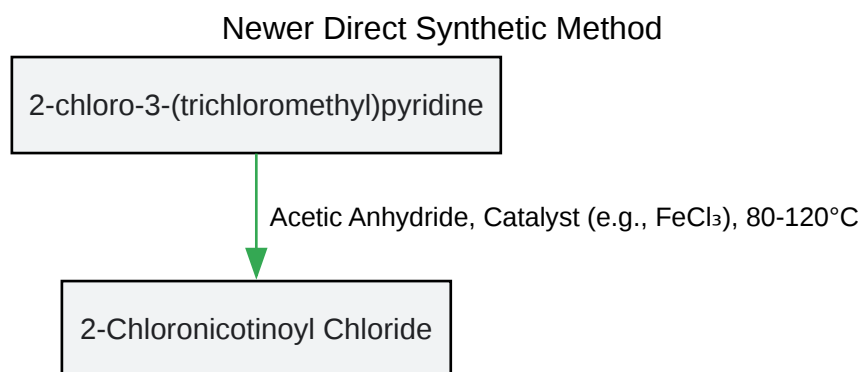 Newer Direct Synthetic Method
2-chloro-3-(trichloromethyl)pyridine
Acetic Anhydride, Catalyst (e.g., FeCl₃), 80-120°C
2-Chloronicotinoyl Chloride